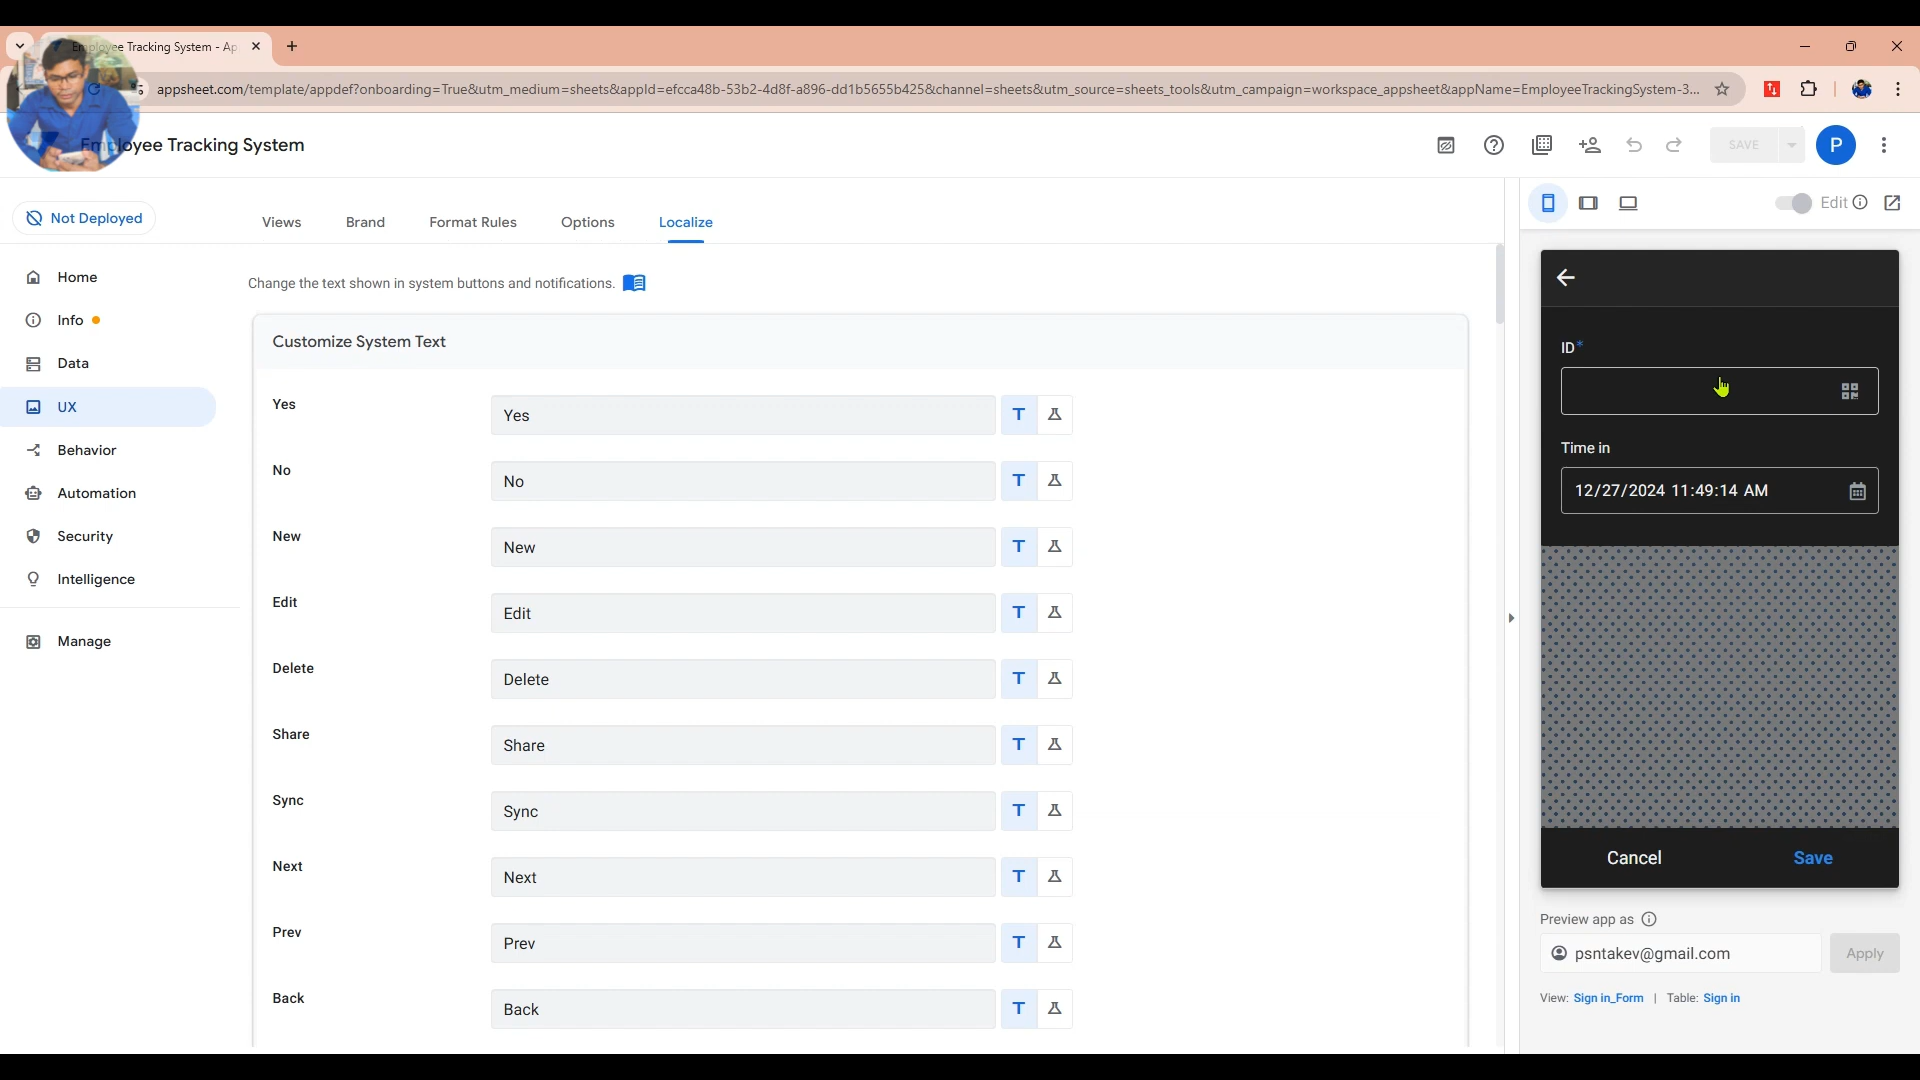 Employee Tracking System - Ap
appsheet.com/template/appdef?onboarding=True&utm_medium=sheets&appId=efcca48b-53b2-4d8f-a896-dd1b5655b425&channel=sheets&utm_source=sheets_tools&utm_campaign=workspace_appsheet&appName=EmployeeTrackingSystem-3...
Employee Tracking System
SAVE
P
Not Deployed
Views
Brand
Format Rules
Options
Localize
Edit
Home
Info
Data
UX
Behavior
Automation
Security
Intelligence
Manage
Change the text shown in system buttons and notifications.
Customize System Text
Yes
Yes
T
No
No
T
New
New
T
Edit
Edit
T
Delete
Delete
T
Share
Share
T
Sync
Sync
T
Next
Next
T
Prev
Prev
T
Back
Back
T
ID*
Time in
12/27/2024 11:49:14 AM
Cancel
Save
Preview app as
psntakev@gmail.com
Apply
View: Sign in_Form | Table: Sign in